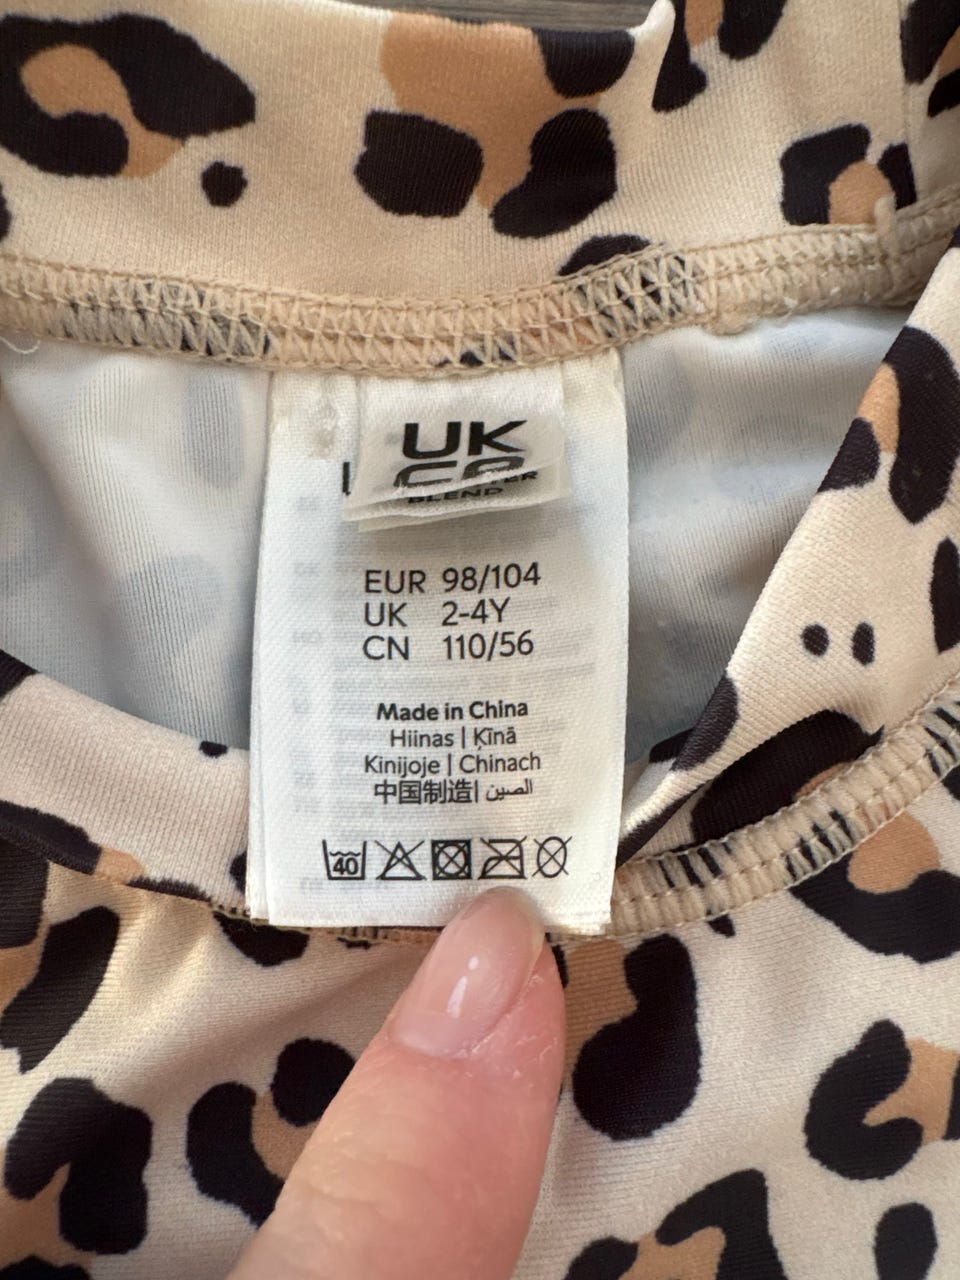 UK
BLEND
EUR 98/104
UK 2-4Y
CN 110/56
Made in China
Hiinas | Ķīnā
Kinijoje | Chinach
中国制造| الصين
40